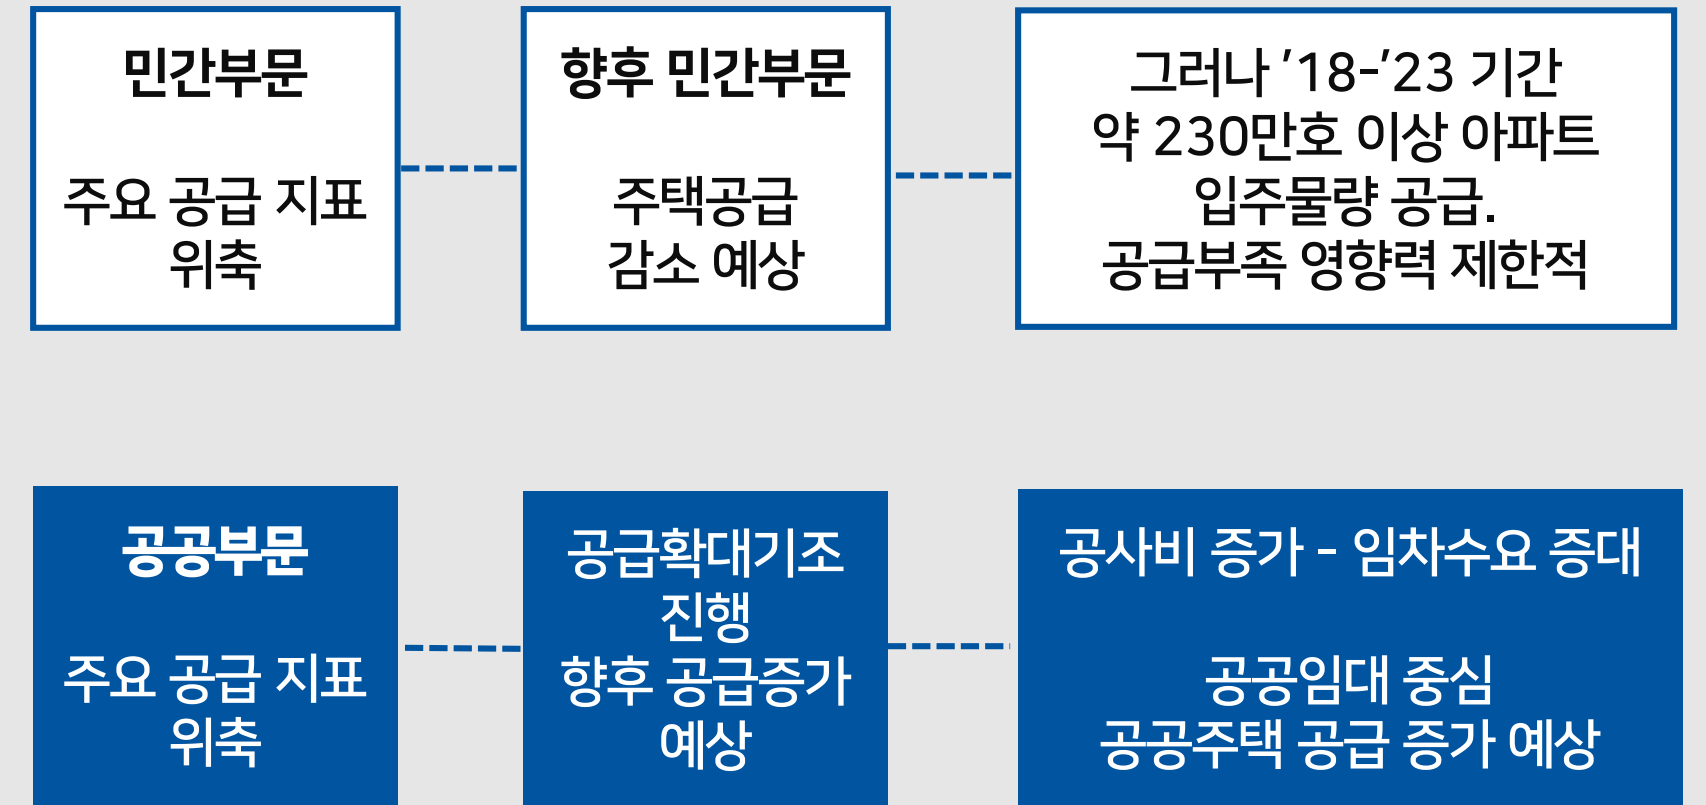 민간부문
주요 공급 지표
위축
향후 민간부문
주택공급
감소 예상
그러나 ’18-’23 기간
약 230만호 이상 아파트
입주물량 공급.
공급부족 영향력 제한적
공공부문
주요 공급 지표
위축
공급확대기조
진행
향후 공급증가
예상
공사비 증가 - 임차수요 증대
공공임대 중심
공공주택 공급 증가 예상